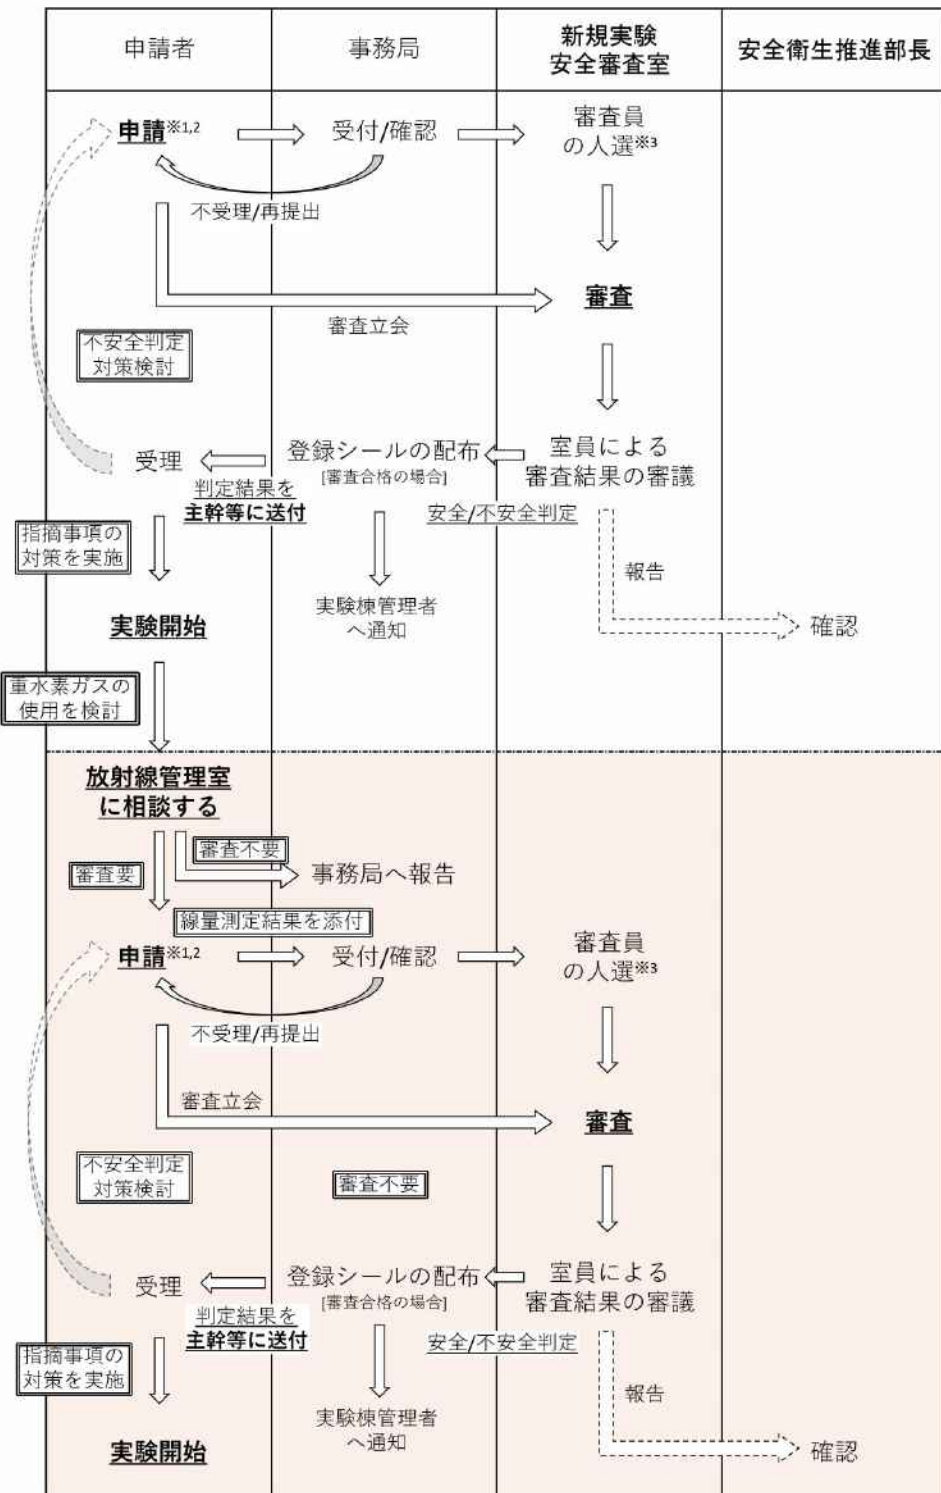 申請者
事務局
新規実験
安全審査室
安全衛生推進部長
申請※1,2
受付/確認
審査員
の人選※3
不受理/再提出
審査
審査立会
不安全判定
対策検討
受理
登録シールの配布
[審査合格の場合]
室員による
審査結果の審議
判定結果を
主幹等に送付
安全/不安全判定
指摘事項の
対策を実施
報告
実験棟管理者
へ通知
実験開始
確認
重水素ガスの
使用を検討
放射線管理室
に相談する
審査不要
審査要
事務局へ報告
線量測定結果を添付
申請※1,2
受付/確認
審査員
の人選※3
不受理/再提出
審査立会
審査
不安全判定
対策検討
審査不要
受理
登録シールの配布
[審査合格の場合]
室員による
審査結果の審議
判定結果を
主幹等に送付
安全/不安全判定
指摘事項の
対策を実施
報告
実験棟管理者
へ通知
実験開始
確認